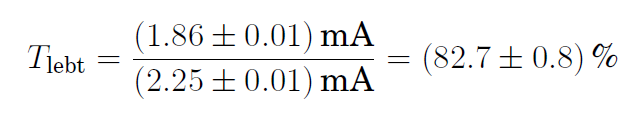 T_lebt = (1.86 ± 0.01) mA / (2.25 ± 0.01) mA = (82.7 ± 0.8) %